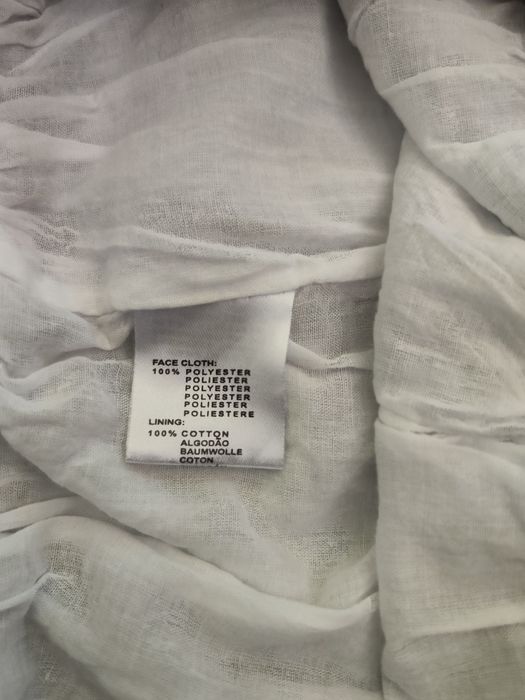 FACE CLOTH:
100% POLYESTER
POLIESTER
POLYESTER
POLYESTER
POLIESTER
POLIESTERE
LINING:
100% COTTON
ALGODÃO
BAUMWOLLE
COTON